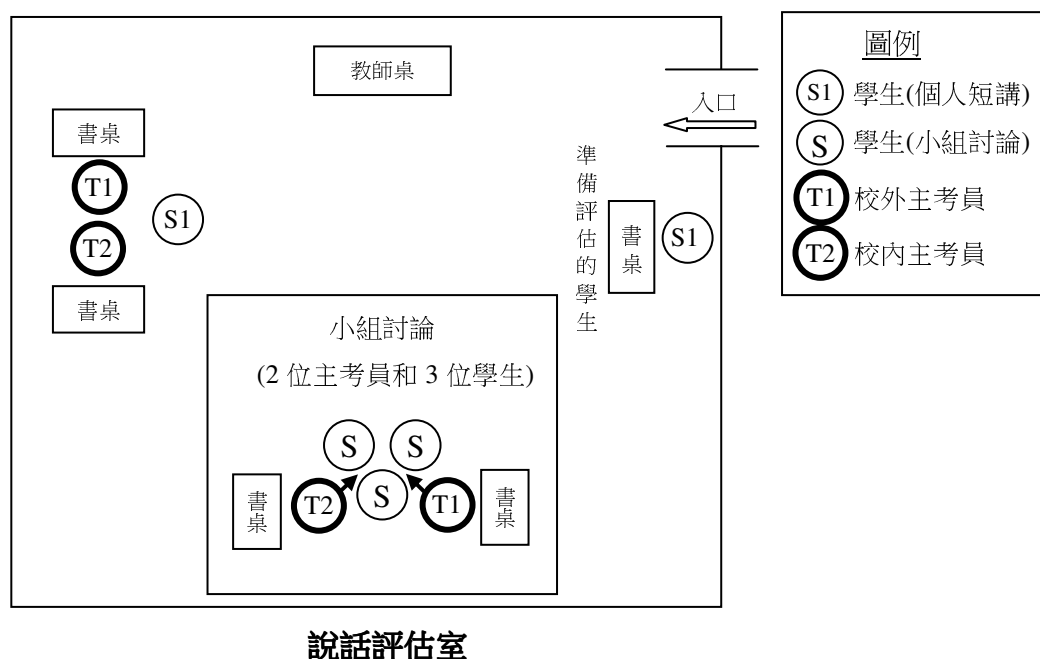 教師桌
入口
圖例
S1 學生(個人短講)
S 學生(小組討論)
T1 校外主考員
T2 校內主考員
書桌
T1
S1
T2
書桌
準備評估的學生
書桌
S1
小組討論
(2 位主考員和 3 位學生)
S
S
S
書桌
T2
T1
書桌
說話評估室